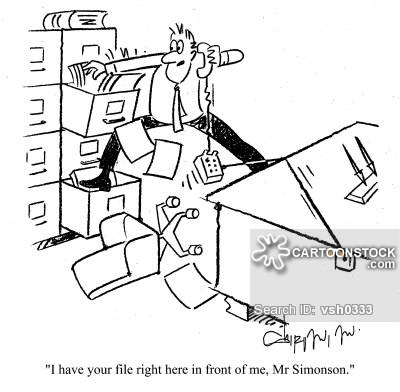 CARTOONSTOCK
.com
Search ID: vsh0333
"I have your file right here in front of me, Mr Simonson."